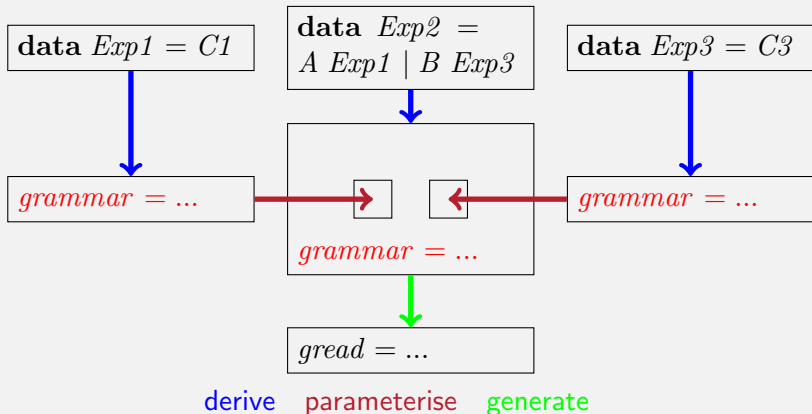 data Exp1 = C1
data Exp2 =
A Exp1 | B Exp3
data Exp3 = C3
grammar = ...
grammar = ...
grammar = ...
gread = ...
derive parameterise generate